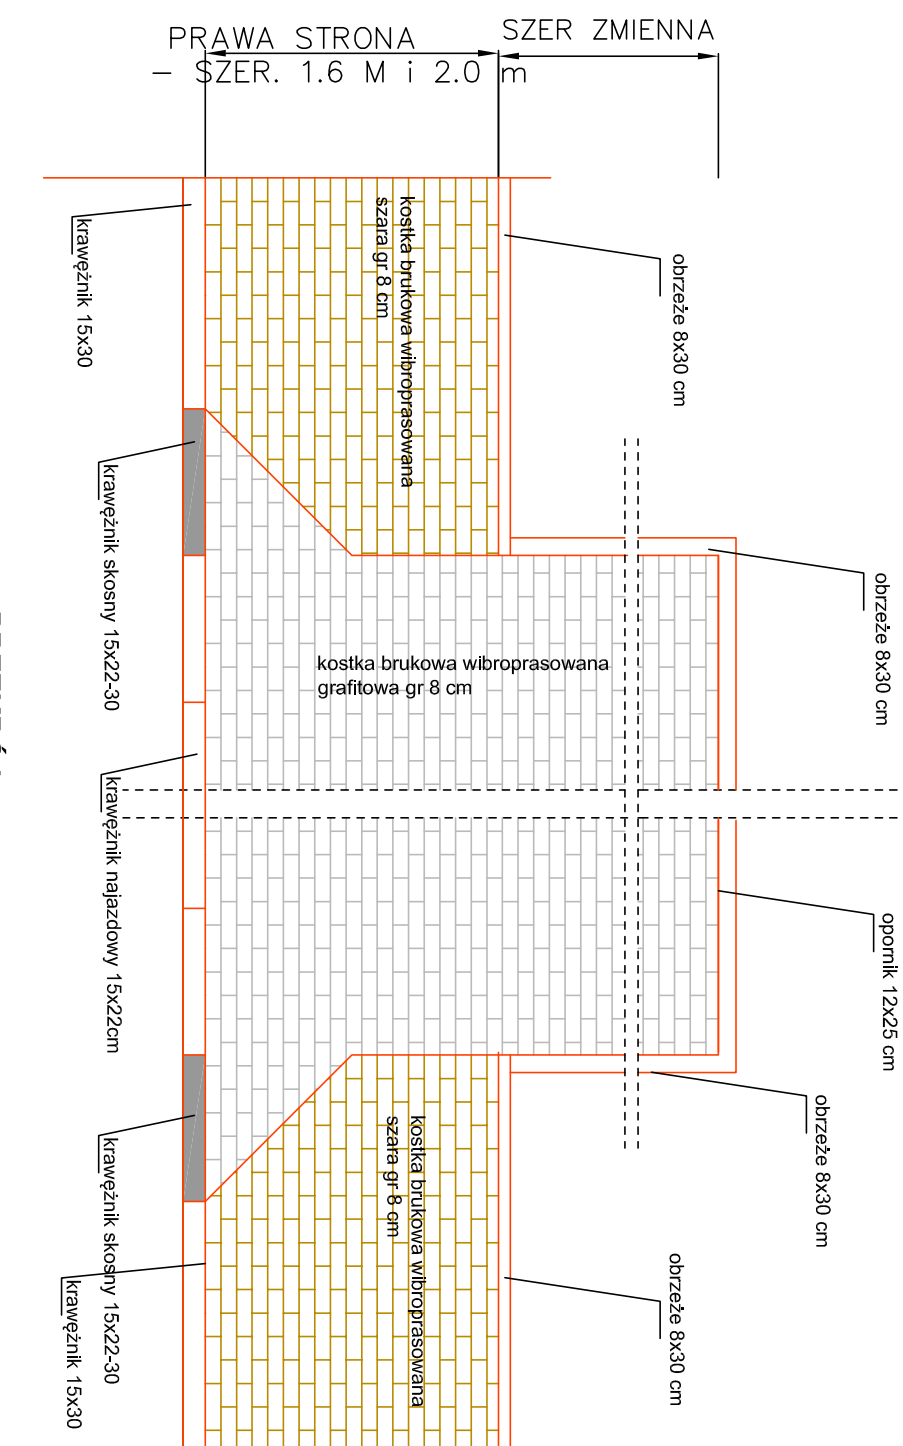 PRAWA STRONA
– SZER. 1.6 M i 2.0 m
SZER ZMIENNA
krawężnik 15x30
kostka brukowa wibroprasowana
szara gr 8 cm
obrzeże 8x30 cm
krawężnik skosny 15x22-30
obrzeże 8x30 cm
kostka brukowa wibroprasowana
grafitowa gr 8 cm
krawężnik najazdowy 15x22cm
opornik 12x25 cm
obrzeże 8x30 cm
kostka brukowa wibroprasowana
szara gr 8 cm
krawężnik skosny 15x22-30
krawężnik 15x30
obrzeże 8x30 cm